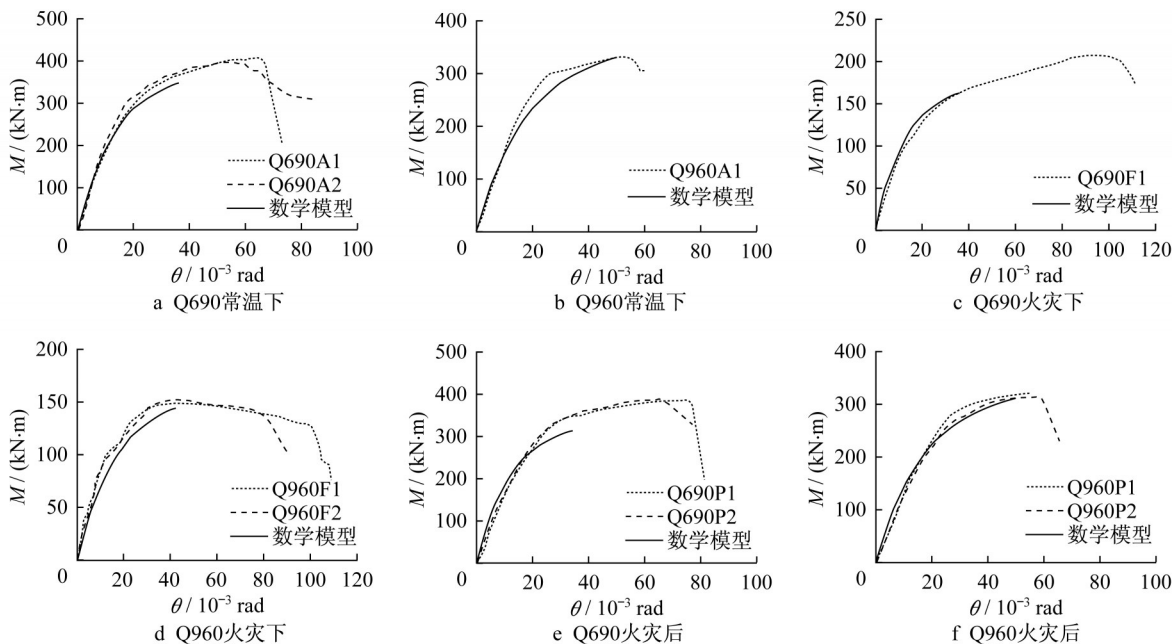 500
400
300
200
100
0
M / (kN·m)
Q690A1
Q690A2
数学模型
20 40 60 80 100
θ / 10⁻³ rad
a Q690常温下
400
300
200
100
0
M / (kN·m)
Q960A1
数学模型
20 40 60 80 100
θ / 10⁻³ rad
b Q960常温下
250
200
150
100
50
0
M / (kN·m)
Q690F1
数学模型
20 40 60 80 100 120
θ / 10⁻³ rad
c Q690火灾下
200
150
100
50
0
M / (kN·m)
Q960F1
Q960F2
数学模型
20 40 60 80 100 120
θ / 10⁻³ rad
d Q960火灾下
500
400
300
200
100
0
M / (kN·m)
Q690P1
Q690P2
数学模型
20 40 60 80 100
θ / 10⁻³ rad
e Q690火灾后
400
300
200
100
0
M / (kN·m)
Q960P1
Q960P2
数学模型
20 40 60 80 100
θ / 10⁻³ rad
f Q960火灾后